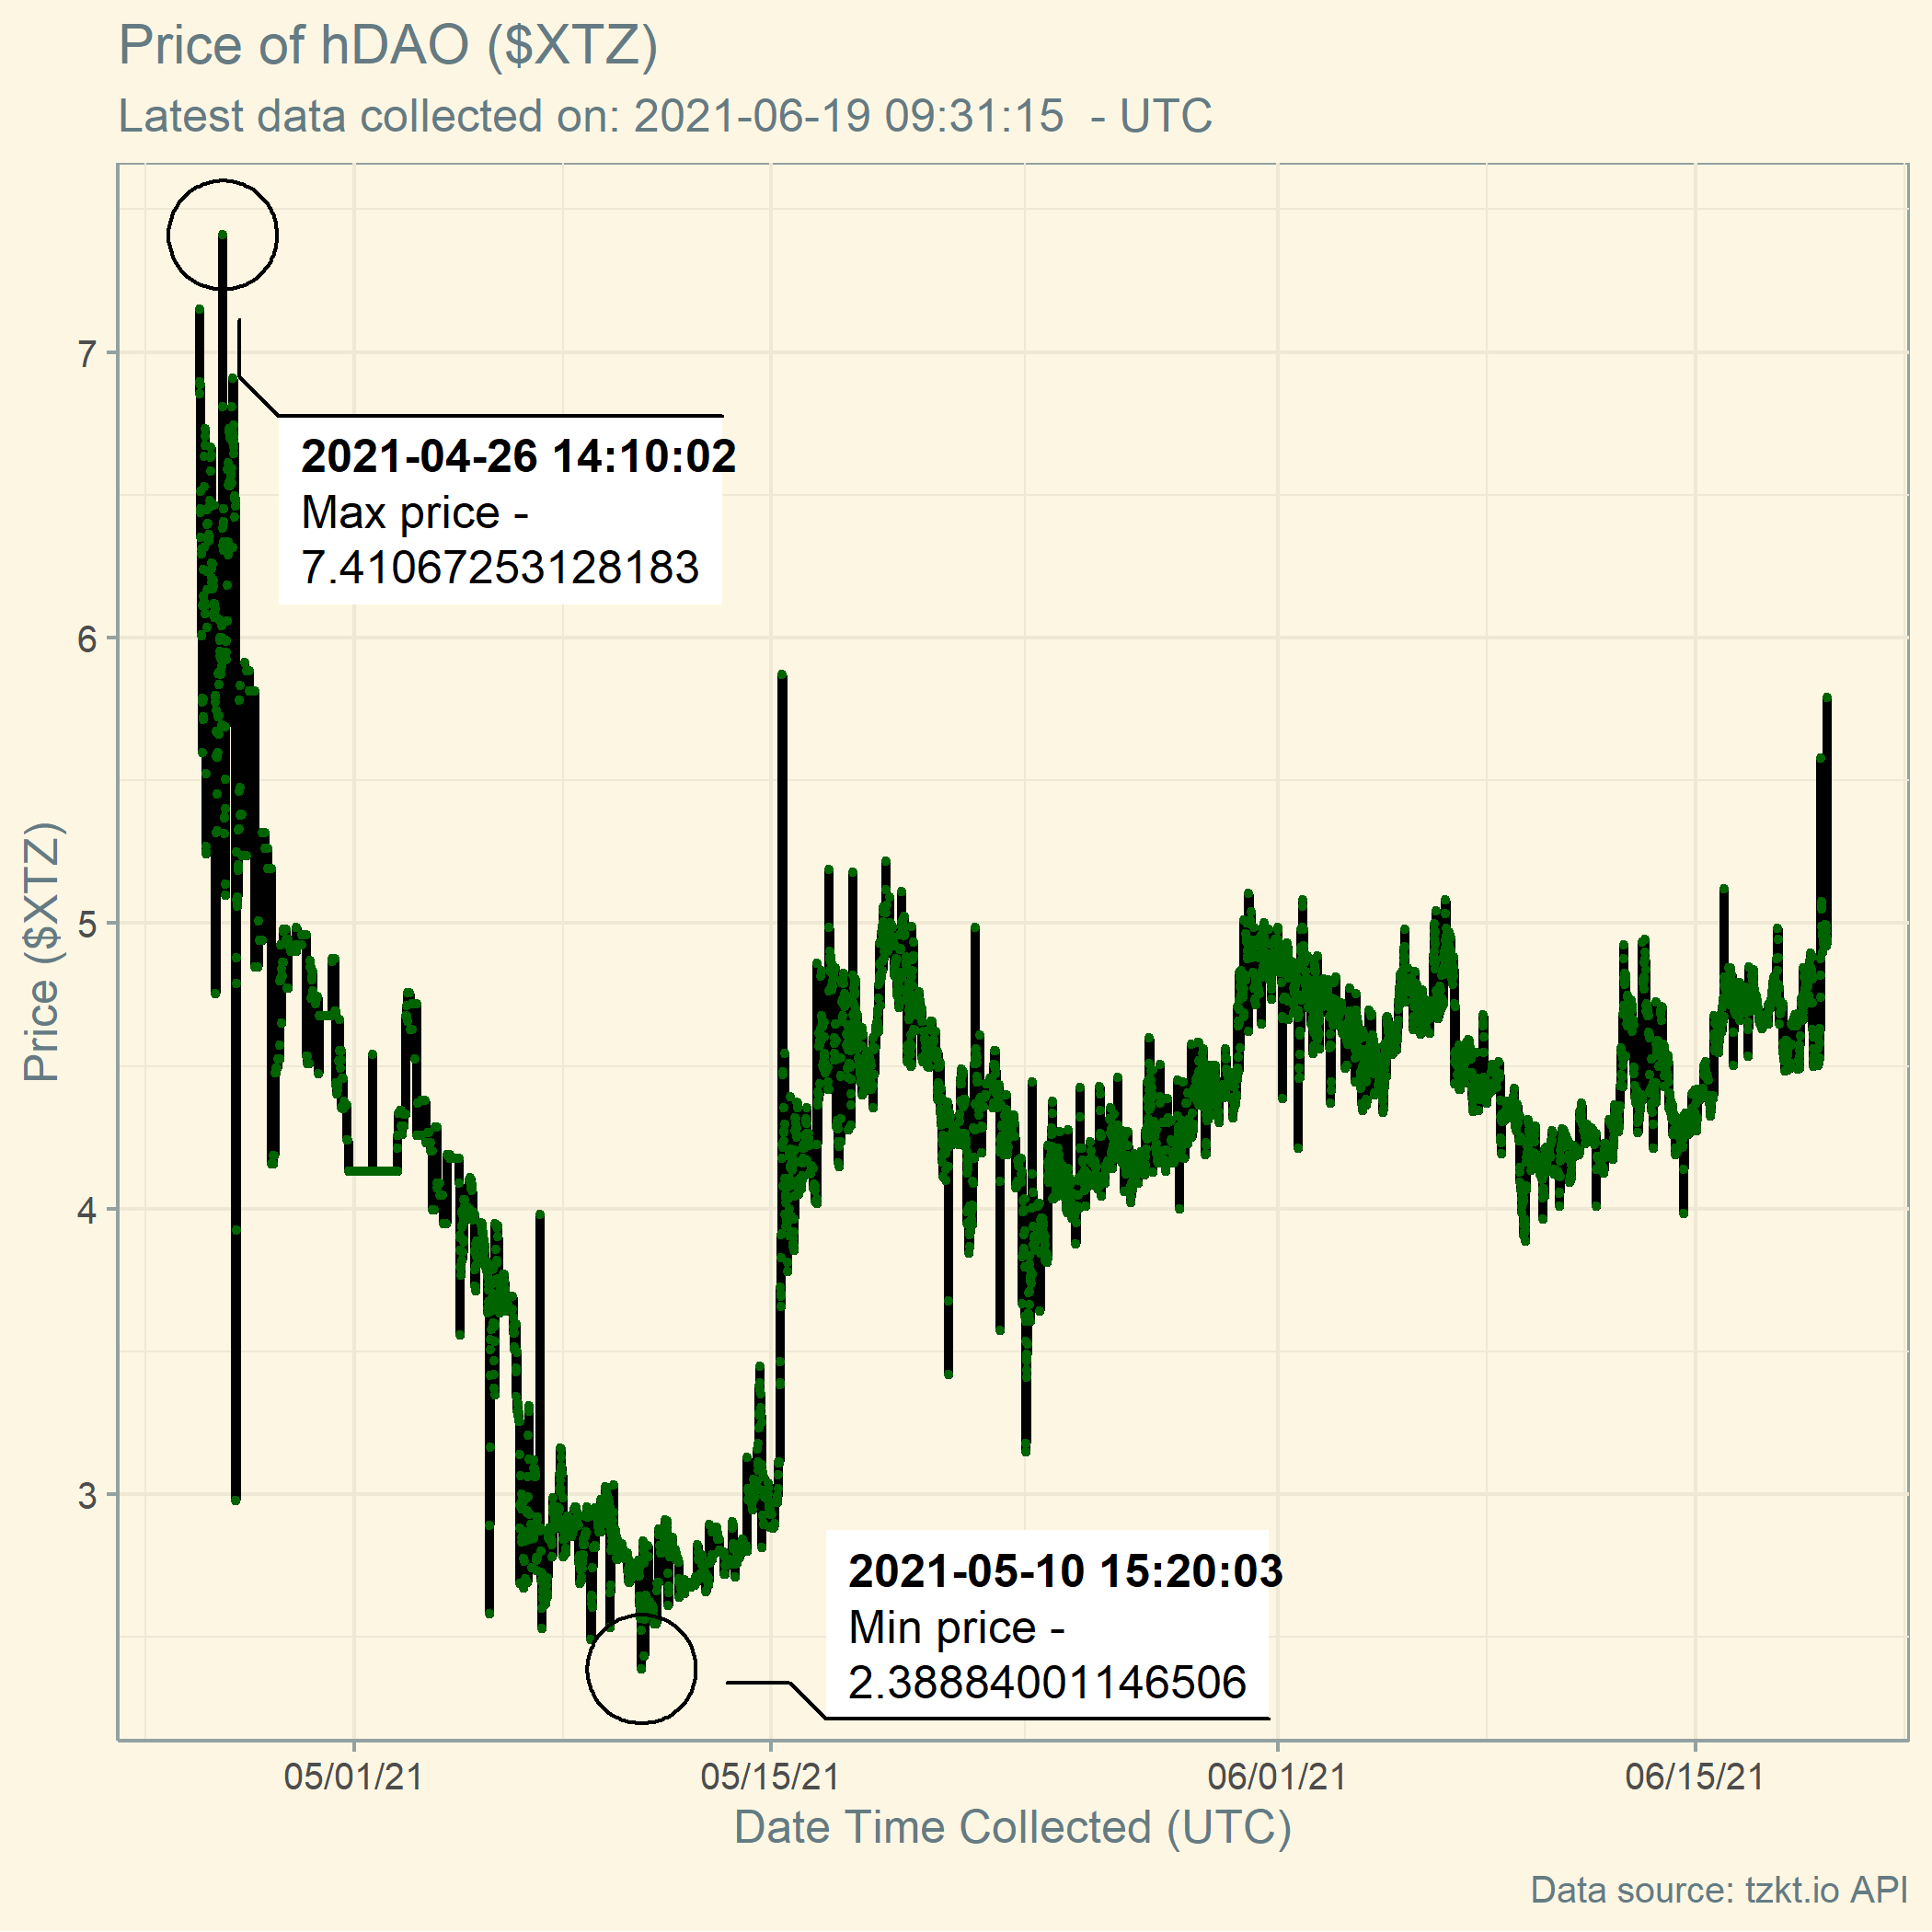 Price of hDAO ($XTZ)
Latest data collected on: 2021-06-19 09:31:15  - UTC
7
6
5
4
3
Price ($XTZ)
2021-04-26 14:10:02
Max price -
7.41067253128183
2021-05-10 15:20:03
Min price -
2.38884001146506
05/01/21
05/15/21
06/01/21
06/15/21
Date Time Collected (UTC)
Data source: tzkt.io API